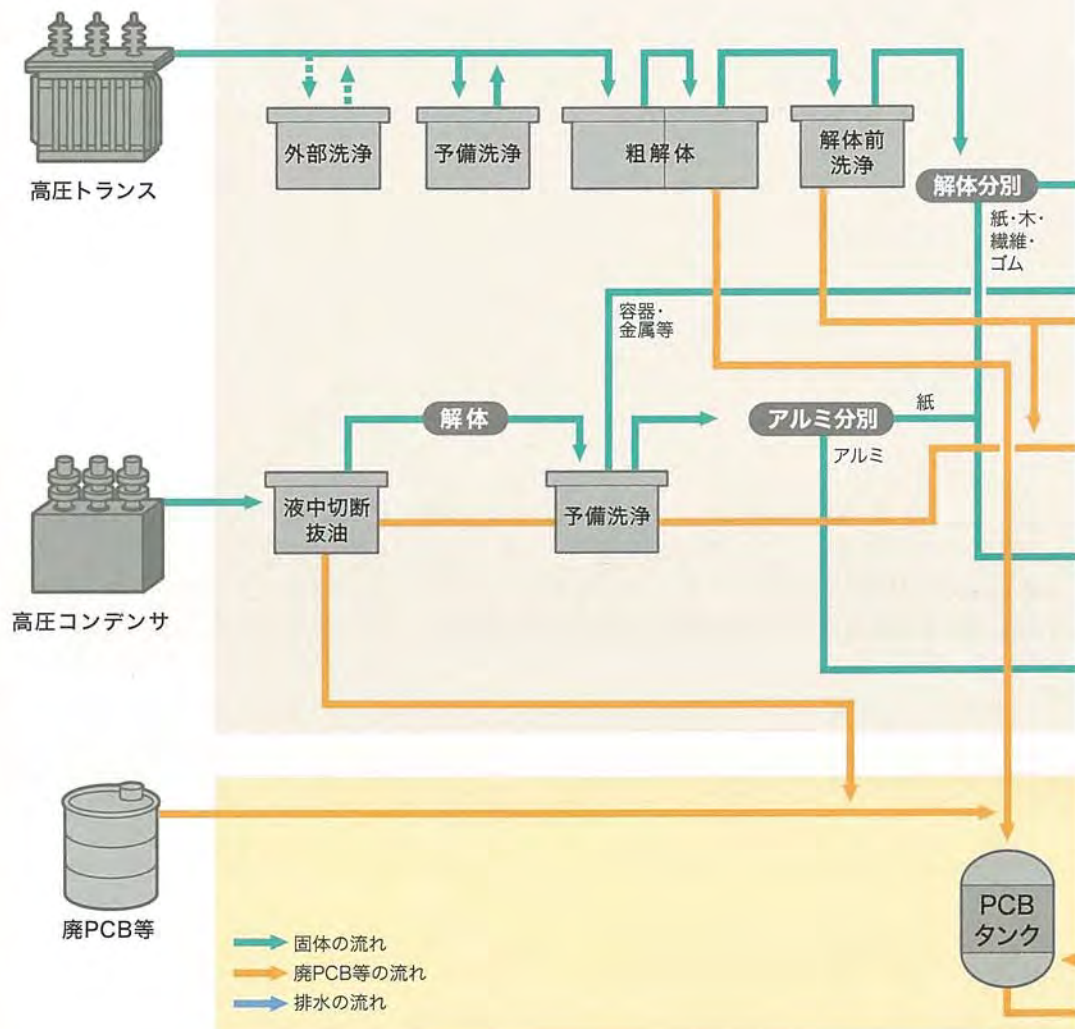 高圧トランス
外部洗浄
予備洗浄
粗解体
解体前
洗浄
解体分別
紙・木・
繊維・
ゴム
容器・
金属等
解体
アルミ分別
紙
アルミ
液中切断
抜油
予備洗浄
高圧コンデンサ
廃PCB等
PCB
タンク
固体の流れ
廃PCB等の流れ
排水の流れ